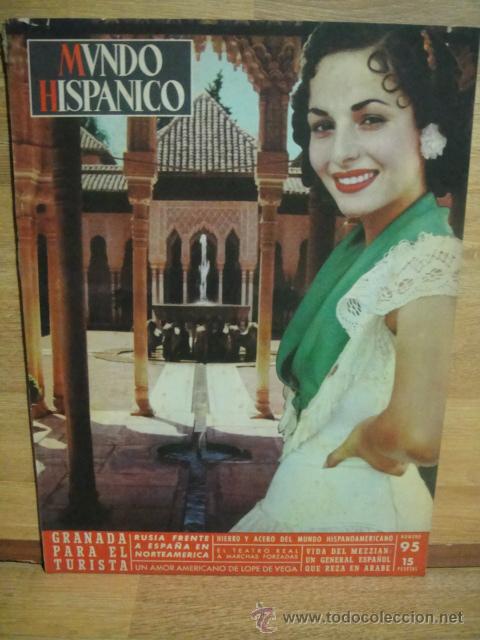 MVNDO
HISPANICO
GRANADA
PARA EL
TURISTA
RUSIA FRENTE
A ESPAÑA EN
NORTEAMERICA
HIERRO Y ACERO DEL MUNDO HISPANOAMERICANO
EL TEATRO REAL
A MARCHAS FORZADAS
UN AMOR AMERICANO DE LOPE DE VEGA
VIDA DEL MEZZIAN:
UN GENERAL ESPAÑOL
QUE REZA EN ARABE
NUMERO
95
15
PESETAS
todocoleccion
www.todocoleccion.net